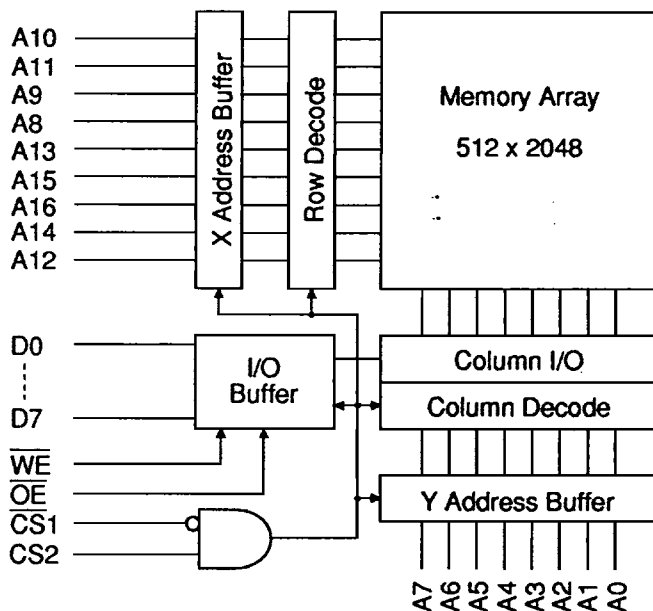 A10
A11
A9
A8
A13
A15
A16
A14
A12
X Address Buffer
Row Decode
Memory Array
512 x 2048
D0
D7
I/O
Buffer
Column I/O
Column Decode
Y Address Buffer
WE
OE
CS1
CS2
A7
A6
A5
A4
A3
A2
A1
A0